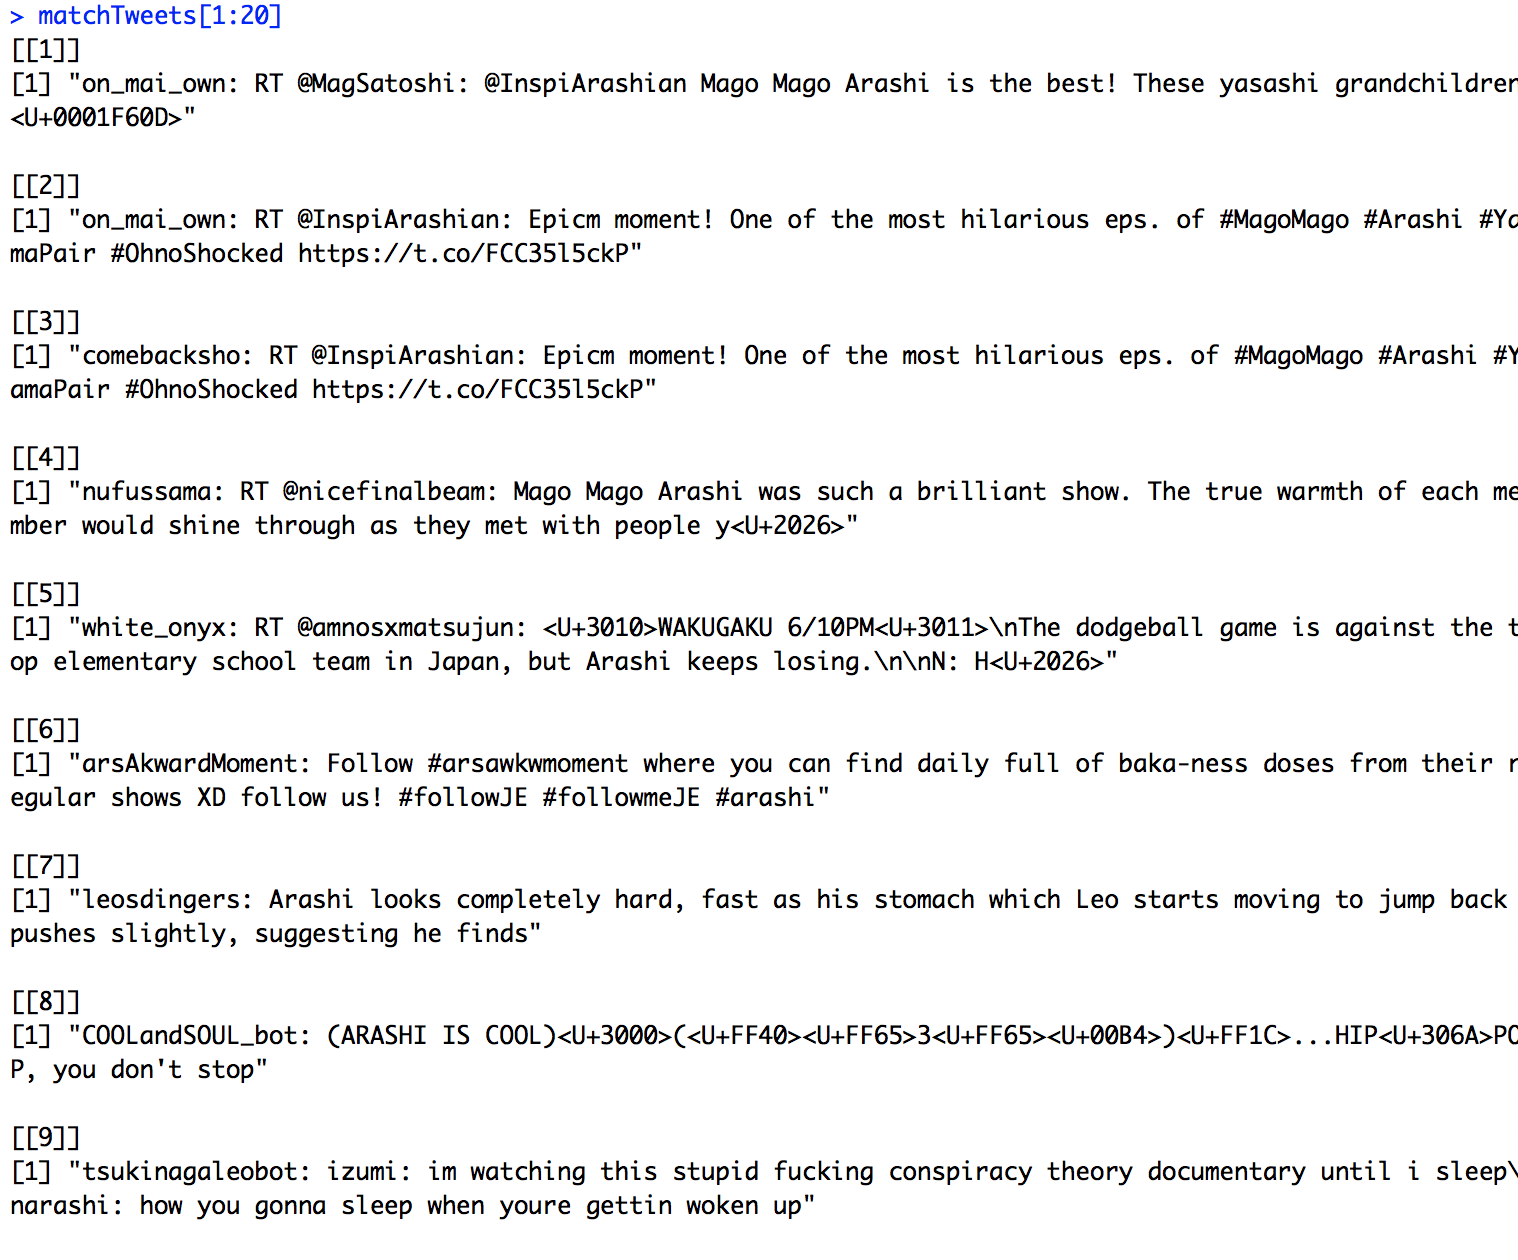 > matchTweets[1:20]
[[1]]
[1] "on_mai_own: RT @MagSatoshi: @InspiArashian Mago Mago Arashi is the best! These yasashi grandchildren
<U+0001F60D>"
[[2]]
[1] "on_mai_own: RT @InspiArashian: Epicm moment! One of the most hilarious eps. of #MagoMago #Arashi #Ya
maPair #OhnoShocked https://t.co/FCC35l5ckP"
[[3]]
[1] "comebacksho: RT @InspiArashian: Epicm moment! One of the most hilarious eps. of #MagoMago #Arashi #Y
amaPair #OhnoShocked https://t.co/FCC35l5ckP"
[[4]]
[1] "nufussama: RT @nicefinalbeam: Mago Mago Arashi was such a brilliant show. The true warmth of each me
mber would shine through as they met with people y<U+2026>"
[[5]]
[1] "white_onyx: RT @amnosxmatsujun: <U+3010>WAKUGAKU 6/10PM<U+3011>\nThe dodgeball game is against the t
op elementary school team in Japan, but Arashi keeps losing.\n\nN: H<U+2026>"
[[6]]
[1] "arsAkwardMoment: Follow #arsawkwmoment where you can find daily full of baka-ness doses from their r
egular shows XD follow us! #followJE #followmeJE #arashi"
[[7]]
[1] "leosdingers: Arashi looks completely hard, fast as his stomach which Leo starts moving to jump back
pushes slightly, suggesting he finds"
[[8]]
[1] "COOLandSOUL_bot: (ARASHI IS COOL)<U+3000>(<U+FF40><U+FF65>3<U+FF65><U+00B4>)<U+FF1C>...HIP<U+306A>PO
P, you don't stop"
[[9]]
[1] "tsukinagaleobot: izumi: im watching this stupid fucking conspiracy theory documentary until i sleep\
narashi: how you gonna sleep when youre gettin woken up"